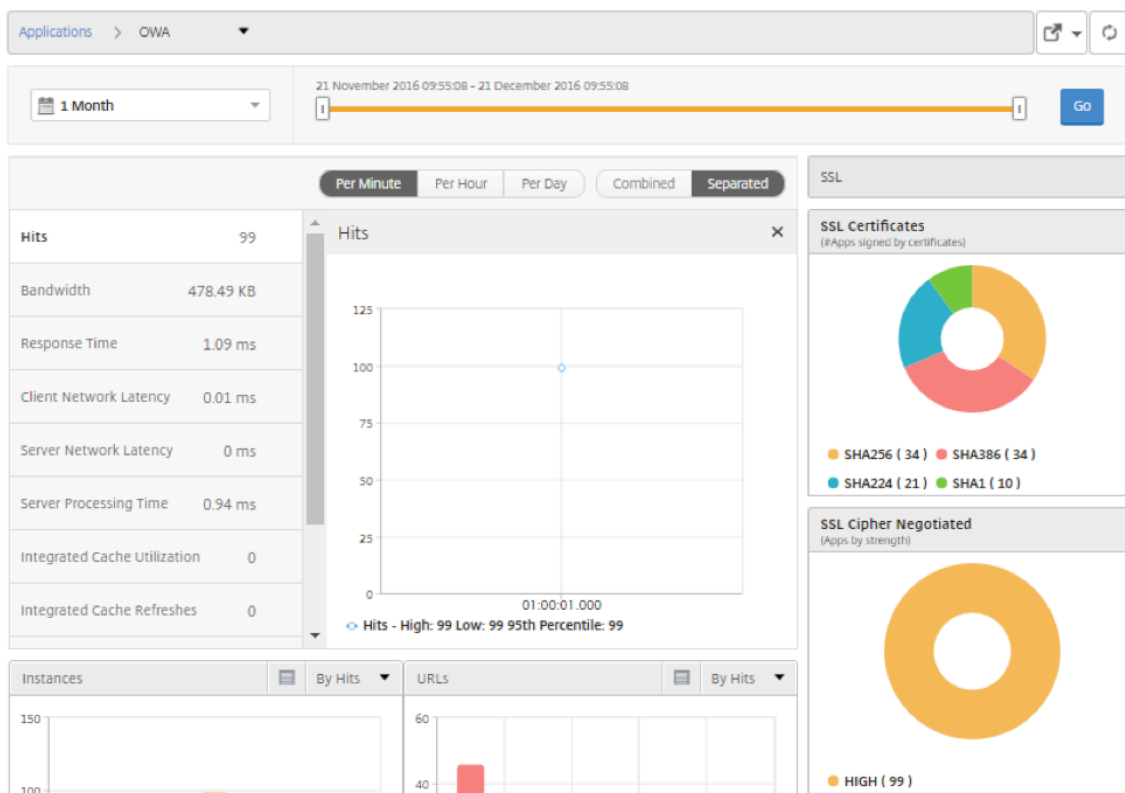 Applications > OWA
1 Month
21 November 2016 09:55:08 - 21 December 2016 09:55:08
Go
Per Minute Per Hour Per Day Combined Separated
Hits 99
Bandwidth 478.49 KB
Response Time 1.09 ms
Client Network Latency 0.01 ms
Server Network Latency 0 ms
Server Processing Time 0.94 ms
Integrated Cache Utilization 0
Integrated Cache Refreshes 0
Hits
125
100
75
50
25
0
01:00:01.000
Hits - High: 99 Low: 99 95th Percentile: 99
SSL
SSL Certificates
(#Apps signed by certificates)
SHA256 ( 34 ) SHA386 ( 34 )
SHA224 ( 21 ) SHA1 ( 10 )
SSL Cipher Negotiated
(Apps by strength)
HIGH ( 99 )
Instances By Hits
150
100
URLs By Hits
60
40